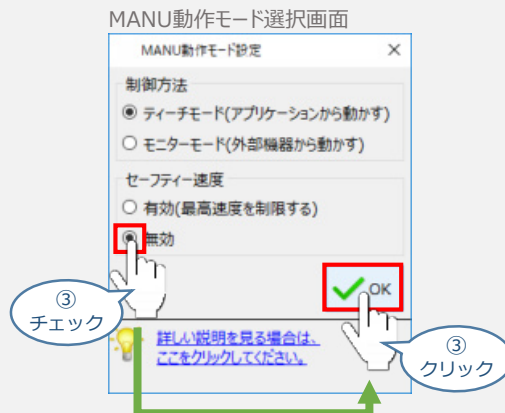 MANU動作モード選択画面
MANU動作モード設定
制御方法
ティーチモード(アプリケーションから動かす)
モニターモード(外部機器から動かす)
セーフティー速度
有効(最高速度を制限する)
無効
OK
③
チェック
詳しい説明を見る場合は、
ここをクリックしてください。
③
クリック